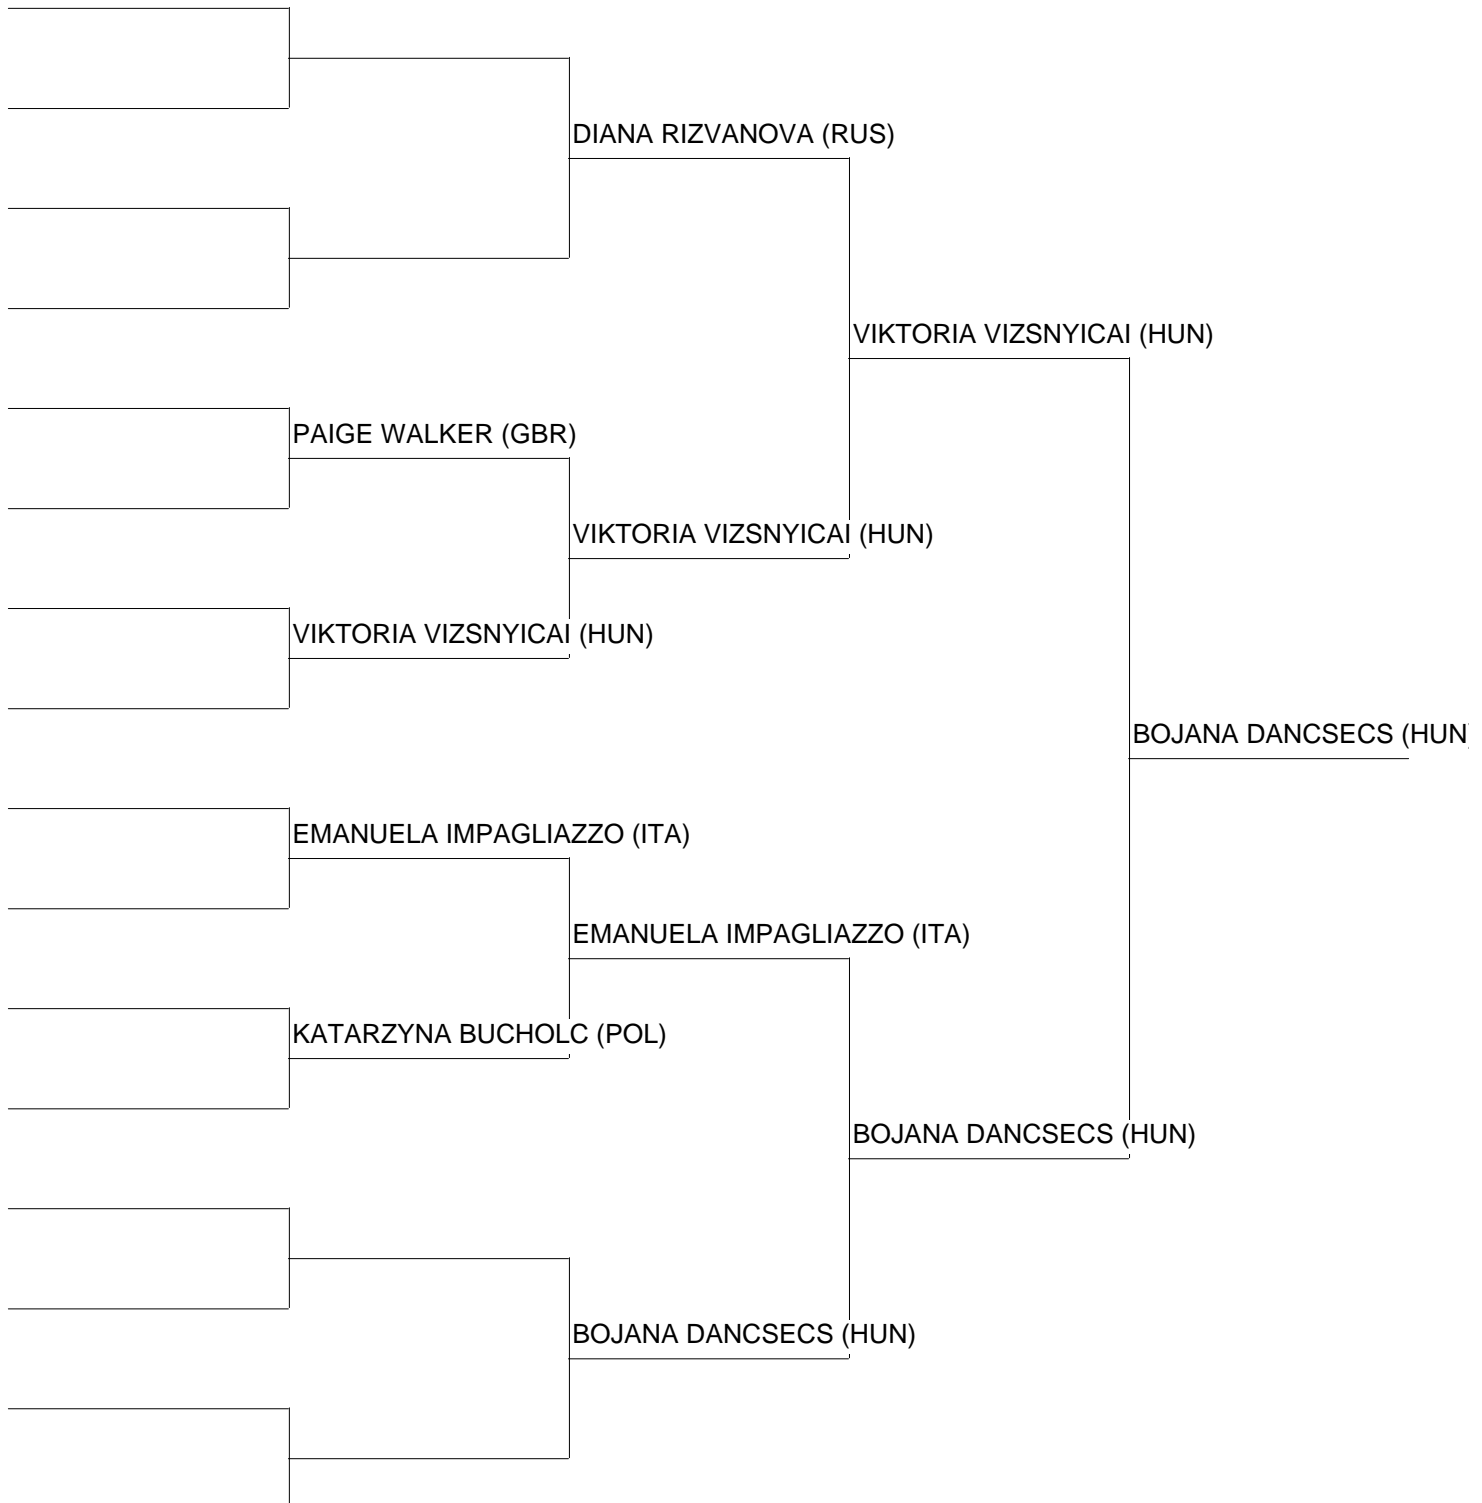 DIANA RIZVANOVA (RUS)
VIKTORIA VIZSNYICAI (HUN)
PAIGE WALKER (GBR)
VIKTORIA VIZSNYICAI (HUN)
VIKTORIA VIZSNYICAI (HUN)
BOJANA DANCSECS (HUN)
EMANUELA IMPAGLIAZZO (ITA)
EMANUELA IMPAGLIAZZO (ITA)
KATARZYNA BUCHOLC (POL)
BOJANA DANCSECS (HUN)
BOJANA DANCSECS (HUN)